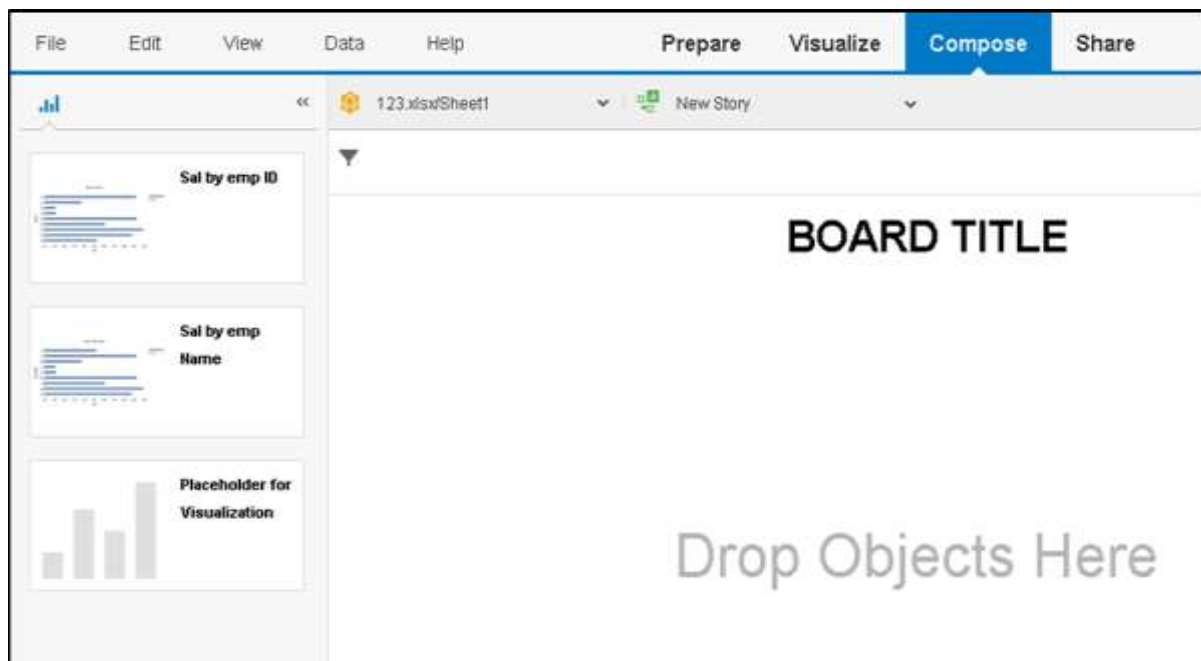 File Edit View Data Help Prepare Visualize Compose Share
123.xlsx/Sheet1 New Story
Sal by emp ID
BOARD TITLE
Sal by emp
Name
Placeholder for
Visualization
Drop Objects Here